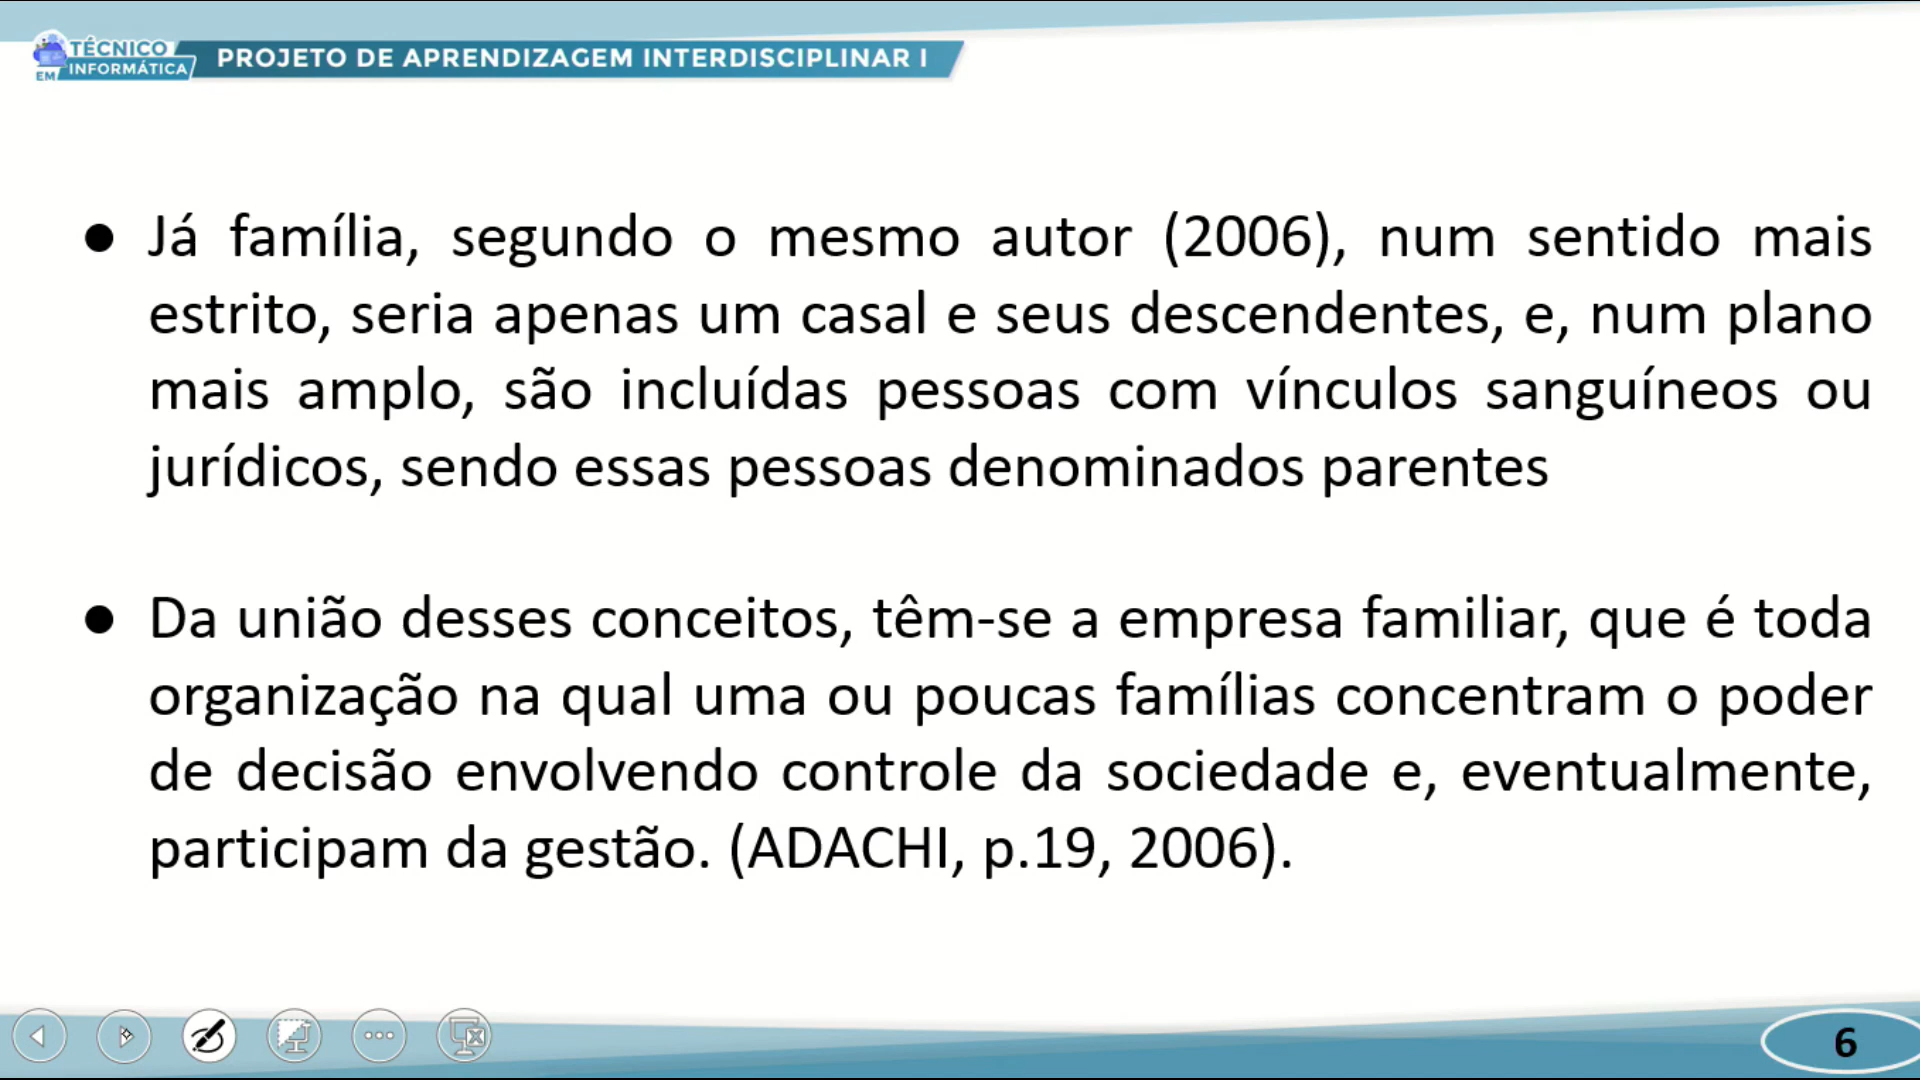 TÉCNICO
EM INFORMÁTICA
PROJETO DE APRENDIZAGEM INTERDISCIPLINAR I
● Já família, segundo o mesmo autor (2006), num sentido mais
estrito, seria apenas um casal e seus descendentes, e, num plano
mais amplo, são incluídas pessoas com vínculos sanguíneos ou
jurídicos, sendo essas pessoas denominados parentes
● Da união desses conceitos, têm-se a empresa familiar, que é toda
organização na qual uma ou poucas famílias concentram o poder
de decisão envolvendo controle da sociedade e, eventualmente,
participam da gestão. (ADACHI, p.19, 2006).
6